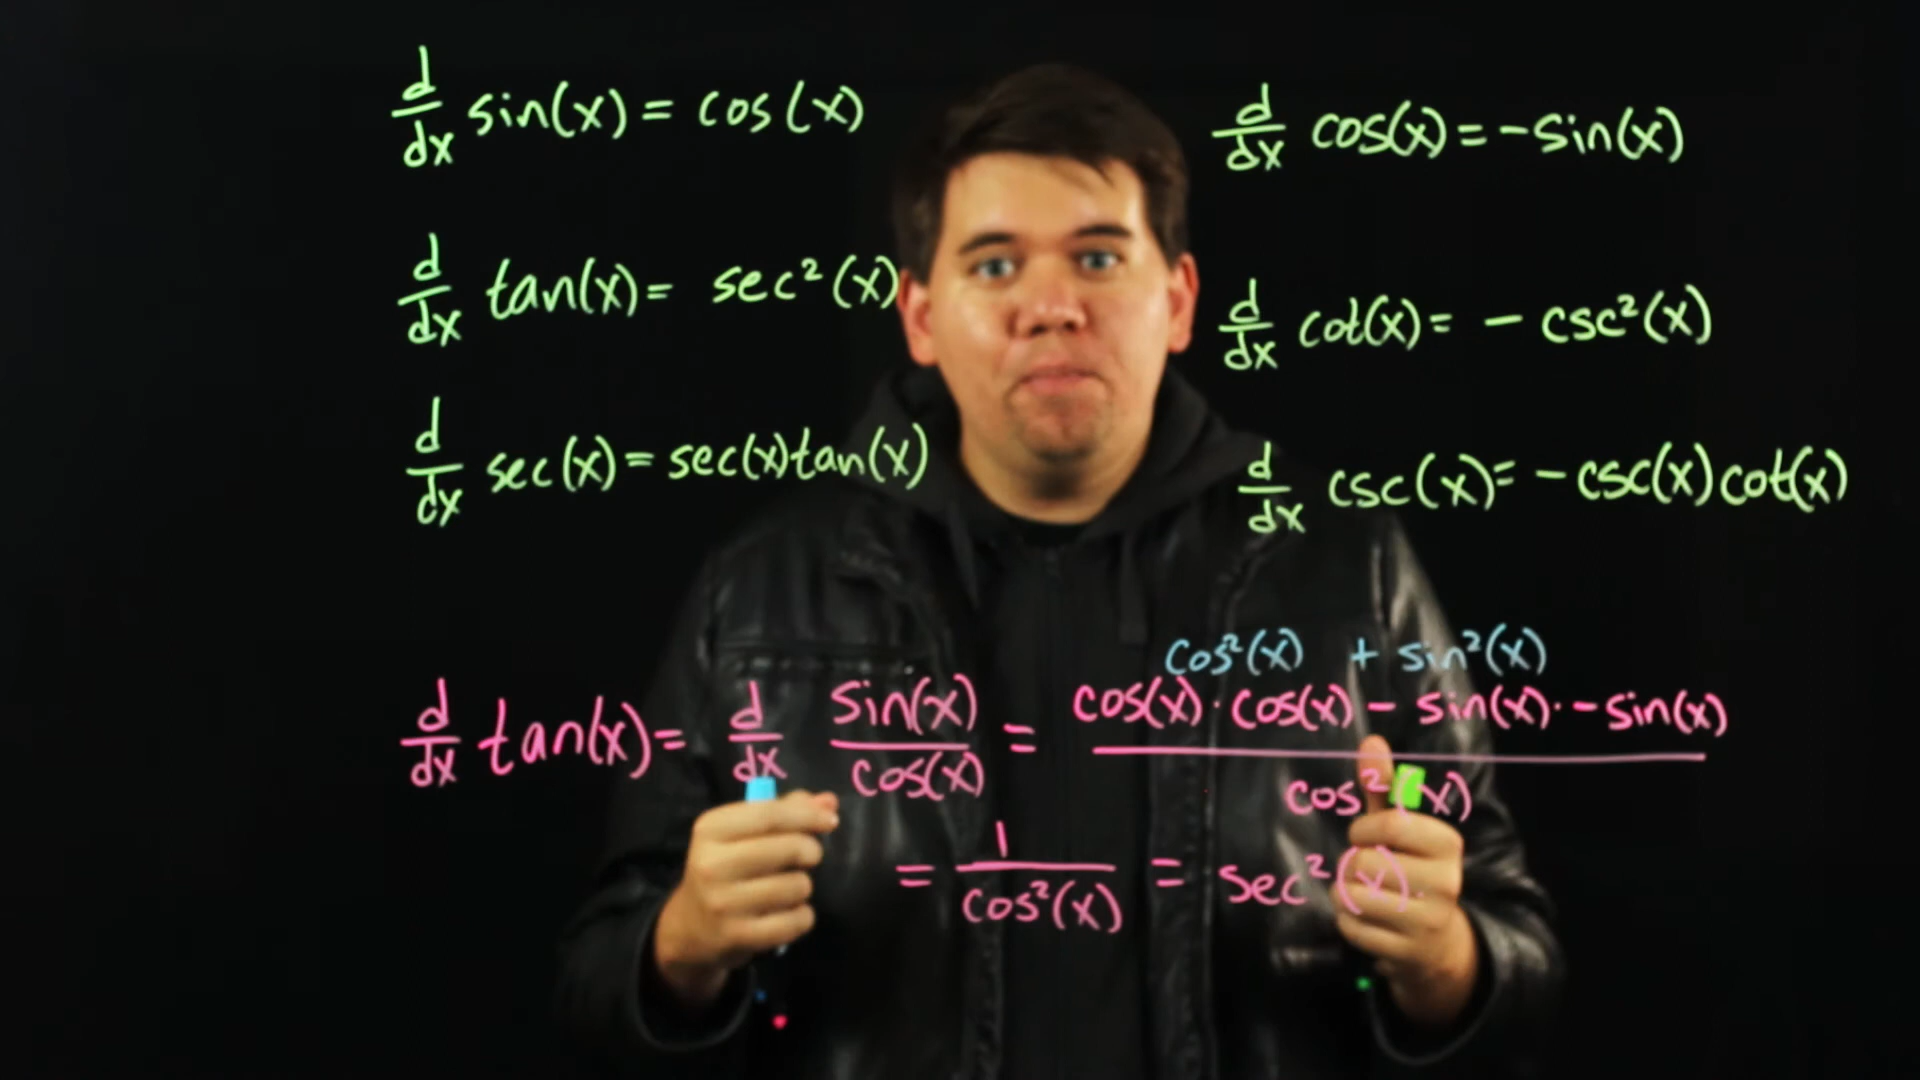 d/dx sin(x) = cos(x)
d/dx cos(x) = -sin(x)
d/dx tan(x) = sec²(x)
d/dx cot(x) = - csc²(x)
d/dx sec(x) = sec(x)tan(x)
d/dx csc(x) = -csc(x)cot(x)
cos²(x) + sin²(x)
d/dx tan(x) = d/dx sin(x)/cos(x) = cos(x)·cos(x) - sin(x)·-sin(x)/cos²(x)
= 1/cos²(x) = sec²(x).